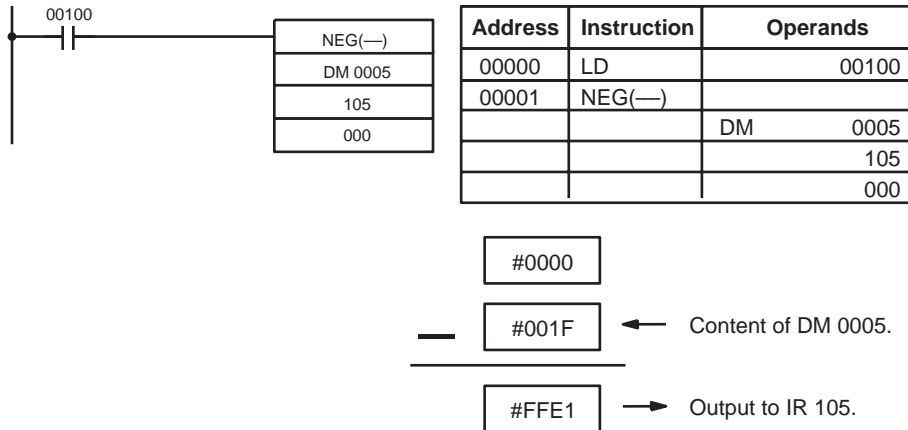 00100
NEG(––)
DM 0005
105
000
Address Instruction Operands
00000 LD 00100
00001 NEG(––)
DM 0005
105
000
#0000
– #001F Content of DM 0005.
#FFE1 Output to IR 105.